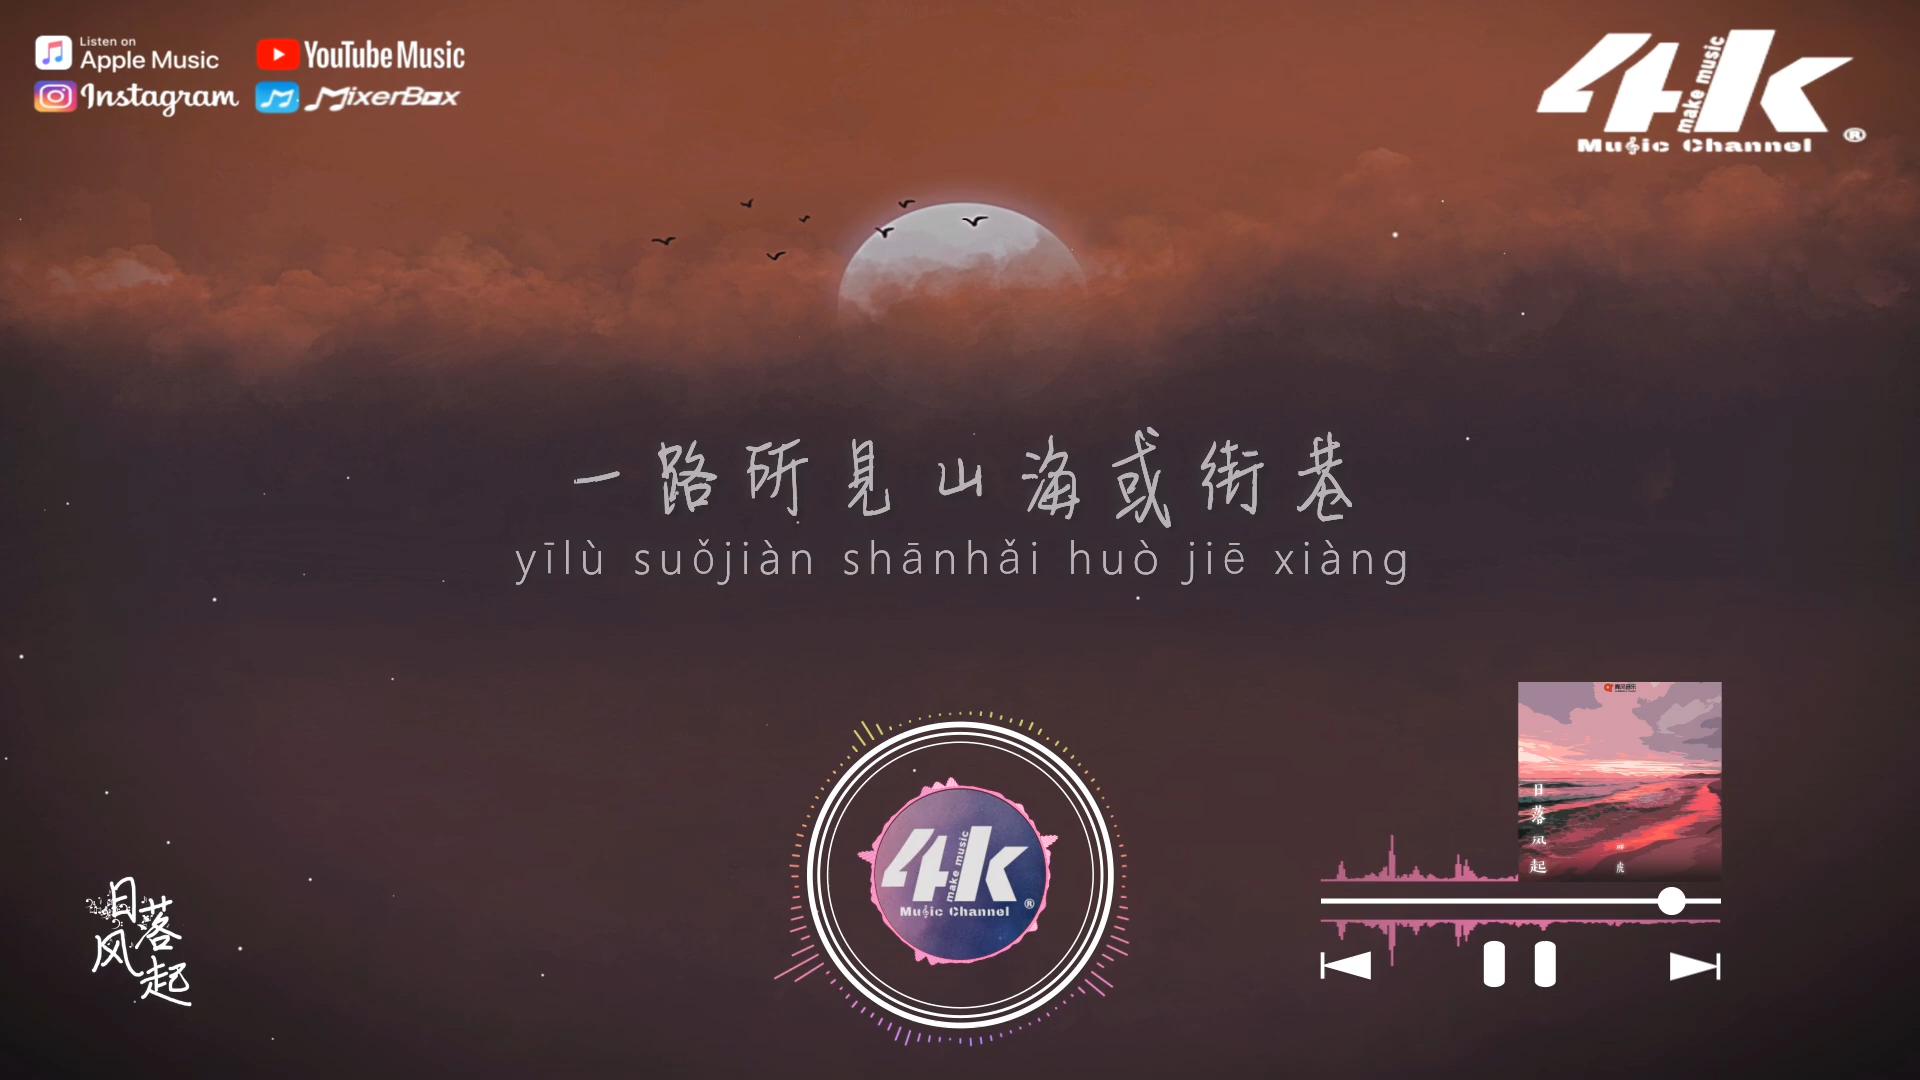 Listen on
Apple Music
YouTube Music
Instagram
MixerBox
4k
make music
Music Channel ®
一路所見山海或街巷
yīlù suǒjiàn shānhǎi huò jiē xiàng
4k
make music
Music Channel ®
日落风起
日落风起
虎